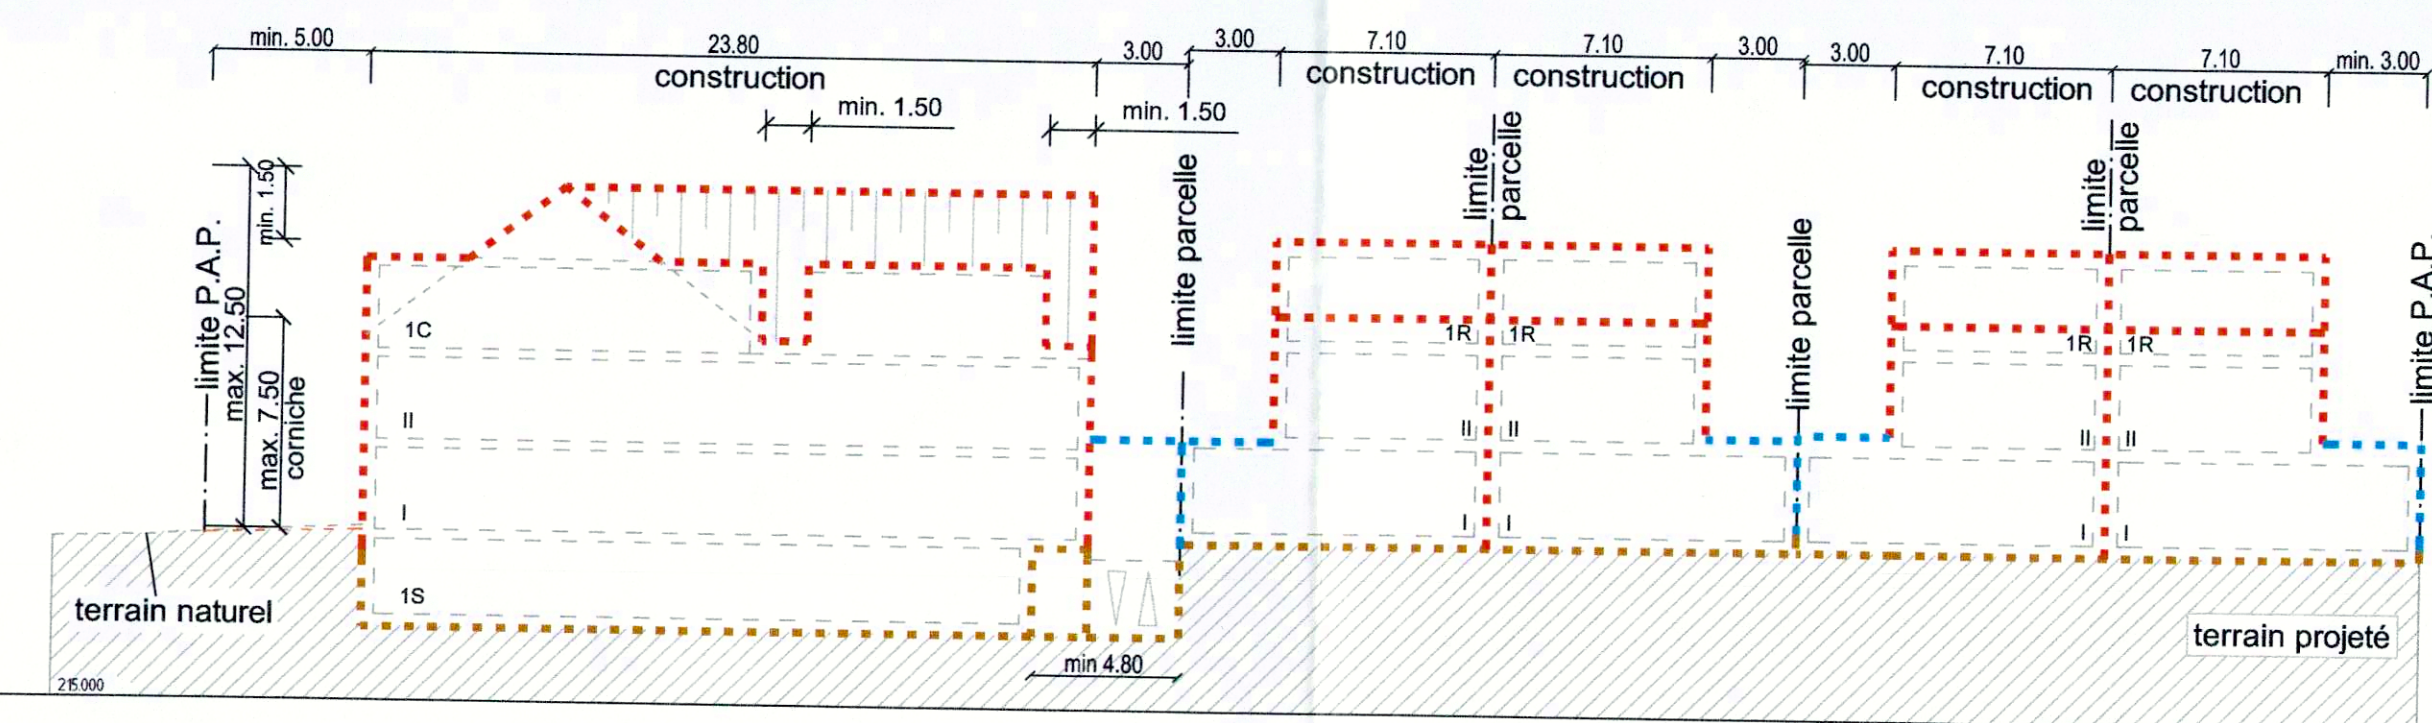 min. 5.00
23.80
3.00
3.00
7.10
7.10
3.00
3.00
7.10
7.10
min. 3.00
construction
construction
construction
construction
construction
min. 1.50
min. 1.50
limite P.A.P.
max. 12.50
min. 1.50
max. 7.50
corniche
limite parcelle
limite
parcelle
limite parcelle
limite
parcelle
limite P.A.P.
1C
II
I
1S
1R
1R
II
II
I
I
1R
1R
II
II
I
I
terrain naturel
terrain projeté
min 4.80
215.000